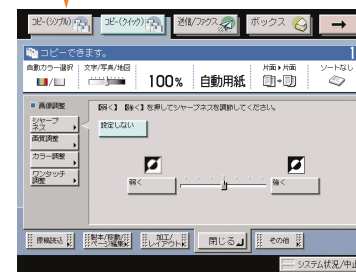 コピー(シンプル)
コピー(クイック)
送信/ファクス
ボックス
コピーできます。
1
自動カラー選択
文字/写真/地図
100%
自動用紙
片面▶片面
ソートなし
画像調整
【弱く】【強く】を押してシャープネスを調節してください。
シャープネス
設定しない
画質調整
カラー調整
ワンタッチ調整
弱く
強く
原稿読込
製本/移動/ページ編集
加工/レイアウト
閉じる
その他
システム状況/中止